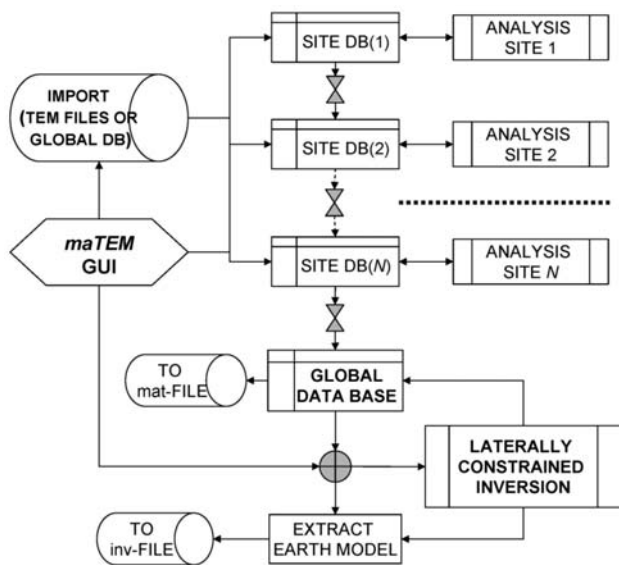 SITE DB(1)
ANALYSIS
SITE 1
IMPORT
(TEM FILES OR
GLOBAL DB)
SITE DB(2)
ANALYSIS
SITE 2
maTEM
GUI
SITE DB(N)
ANALYSIS
SITE N
TO
mat-FILE
GLOBAL
DATA BASE
LATERALLY
CONSTRAINED
INVERSION
TO
inv-FILE
EXTRACT
EARTH MODEL